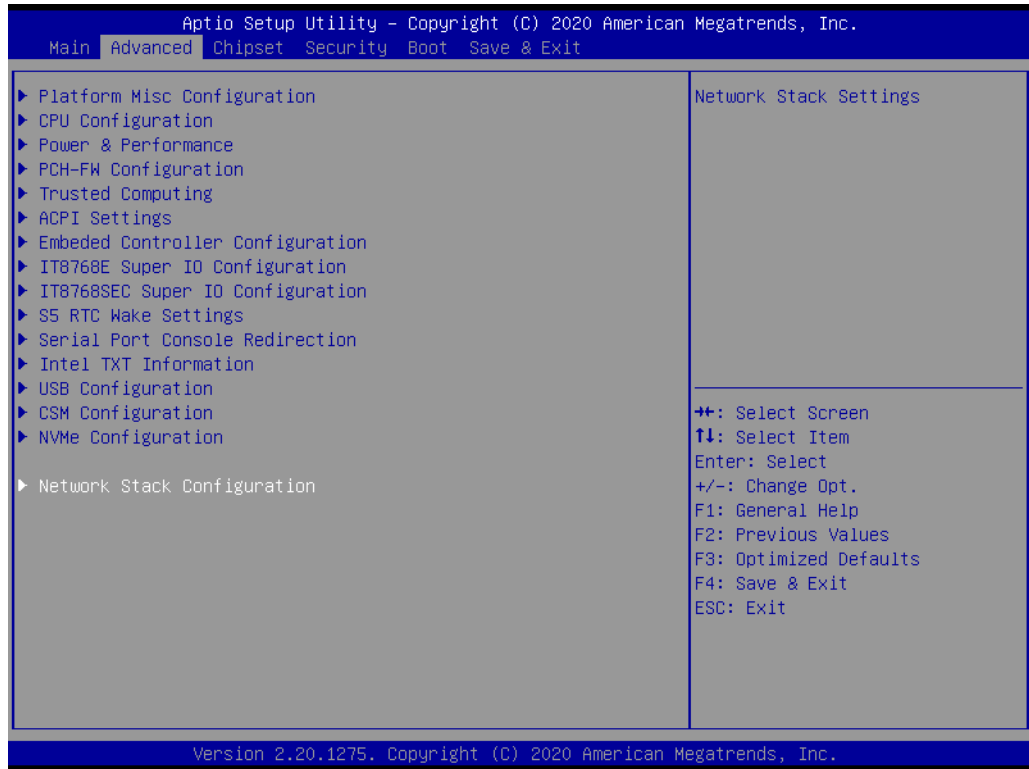 Aptio Setup Utility – Copyright (C) 2020 American Megatrends, Inc.
Main Advanced Chipset Security Boot Save & Exit
▶ Platform Misc Configuration
▶ CPU Configuration
▶ Power & Performance
▶ PCH-FW Configuration
▶ Trusted Computing
▶ ACPI Settings
▶ Embeded Controller Configuration
▶ IT8768E Super IO Configuration
▶ IT8768SEC Super IO Configuration
▶ S5 RTC Wake Settings
▶ Serial Port Console Redirection
▶ Intel TXT Information
▶ USB Configuration
▶ CSM Configuration
▶ NVMe Configuration
▶ Network Stack Configuration
Network Stack Settings
→←: Select Screen
↑↓: Select Item
Enter: Select
+/-: Change Opt.
F1: General Help
F2: Previous Values
F3: Optimized Defaults
F4: Save & Exit
ESC: Exit
Version 2.20.1275. Copyright (C) 2020 American Megatrends, Inc.